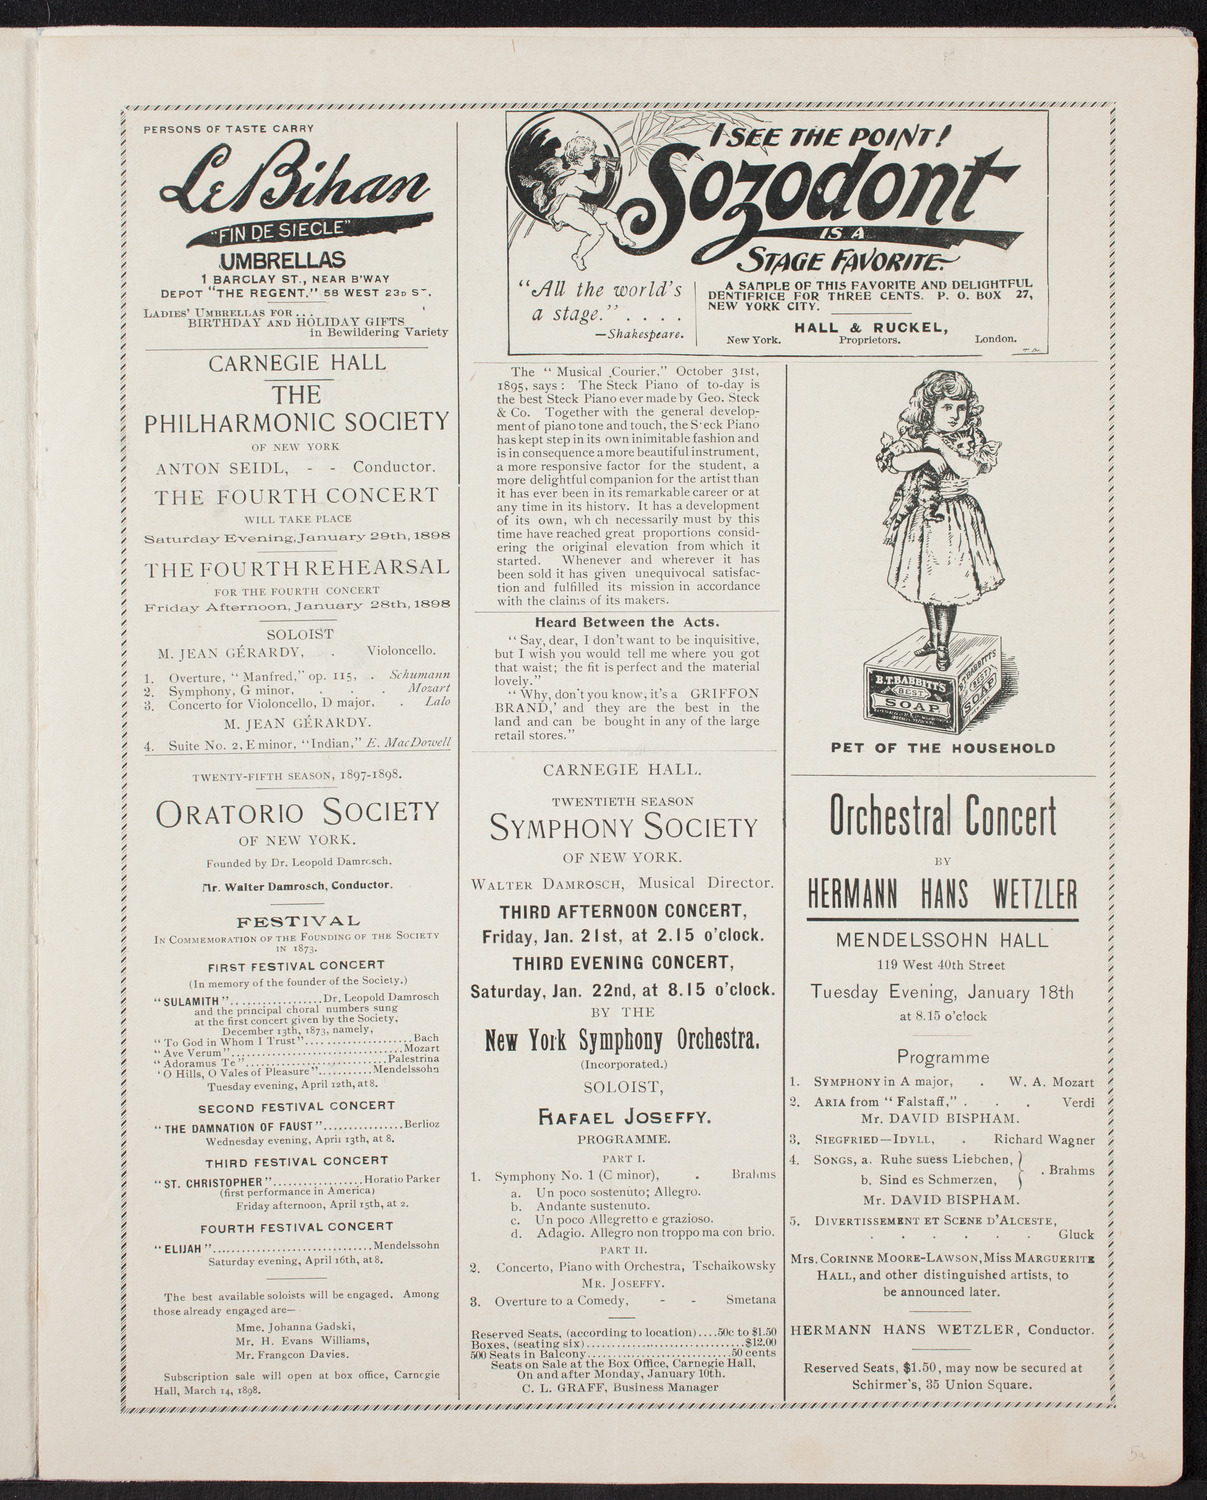 PERSONS OF TASTE CARRY
Le Bihan
"FIN DE SIECLE"
UMBRELLAS
1 BARCLAY ST., NEAR B'WAY
DEPOT "THE REGENT," 58 WEST 23D ST.
LADIES' UMBRELLAS FOR . . .
BIRTHDAY AND HOLIDAY GIFTS
in Bewildering Variety
CARNEGIE HALL
THE
PHILHARMONIC SOCIETY
OF NEW YORK
ANTON SEIDL, - - Conductor.
THE FOURTH CONCERT
WILL TAKE PLACE
Saturday Evening, January 29th, 1898
THE FOURTH REHEARSAL
FOR THE FOURTH CONCERT
Friday Afternoon, January 28th, 1898
SOLOIST
M. JEAN GÉRARDY, . Violoncello.
1. Overture, "Manfred," op. 115, . Schumann
2. Symphony, G minor, . . . Mozart
3. Concerto for Violoncello, D major, . Lalo
M. JEAN GÉRARDY.
4. Suite No. 2, E minor, "Indian," E. MacDowell
TWENTY-FIFTH SEASON, 1897-1898.
ORATORIO SOCIETY
OF NEW YORK.
Founded by Dr. Leopold Damrosch.
Mr. Walter Damrosch, Conductor.
FESTIVAL
IN COMMEMORATION OF THE FOUNDING OF THE SOCIETY
IN 1873.
FIRST FESTIVAL CONCERT
(In memory of the founder of the Society.)
"SULAMITH"................Dr. Leopold Damrosch
and the principal choral numbers sung
at the first concert given by the Society,
December 13th, 1873, namely,
"To God in Whom I Trust"....................Bach
"Ave Verum"................................Mozart
"Adoramus Te"..........................Palestrina
'O Hills, O Vales of Pleasure"..........Mendelssohn
Tuesday evening, April 12th, at 8.
SECOND FESTIVAL CONCERT
"THE DAMNATION OF FAUST"...............Berlioz
Wednesday evening, April 13th, at 8.
THIRD FESTIVAL CONCERT
"ST. CHRISTOPHER"..................Horatio Parker
(first performance in America)
Friday afternoon, April 15th, at 2.
FOURTH FESTIVAL CONCERT
"ELIJAH"..............................Mendelssohn
Saturday evening, April 16th, at 8.
The best available soloists will be engaged. Among
those already engaged are—
Mme. Johanna Gadski,
Mr. H. Evans Williams,
Mr. Frangcon Davies.
Subscription sale will open at box office, Carnegie
Hall, March 14, 1898.
I SEE THE POINT!
Sozodont
IS A
STAGE FAVORITE.
"All the world's
a stage." . . . .
—Shakespeare.
A SAMPLE OF THIS FAVORITE AND DELIGHTFUL
DENTIFRICE FOR THREE CENTS. P. O. BOX 27,
NEW YORK CITY.
HALL & RUCKEL,
New York. Proprietors. London.
The "Musical Courier," October 31st,
1895, says: The Steck Piano of to-day is
the best Steck Piano ever made by Geo. Steck
& Co. Together with the general develop-
ment of piano tone and touch, the S eck Piano
has kept step in its own inimitable fashion and
is in consequence a more beautiful instrument,
a more responsive factor for the student, a
more delightful companion for the artist than
it has ever been in its remarkable career or at
any time in its history. It has a development
of its own, wh ch necessarily must by this
time have reached great proportions consid-
ering the original elevation from which it
started. Whenever and wherever it has
been sold it has given unequivocal satisfac-
tion and fulfilled its mission in accordance
with the claims of its makers.
Heard Between the Acts.
"Say, dear, I don't want to be inquisitive,
but I wish you would tell me where you got
that waist; the fit is perfect and the material
lovely."
"Why, don't you know, it's a GRIFFON
BRAND,' and they are the best in the
land and can be bought in any of the large
retail stores."
CARNEGIE HALL.
TWENTIETH SEASON
SYMPHONY SOCIETY
OF NEW YORK.
WALTER DAMROSCH, Musical Director.
THIRD AFTERNOON CONCERT,
Friday, Jan. 21st, at 2.15 o'clock.
THIRD EVENING CONCERT,
Saturday, Jan. 22nd, at 8.15 o'clock.
BY THE
New York Symphony Orchestra.
(Incorporated.)
SOLOIST,
RAFAEL JOSEFFY.
PROGRAMME.
PART I.
1. Symphony No. 1 (C minor), . Brahms
a. Un poco sostenuto; Allegro.
b. Andante sustenuto.
c. Un poco Allegretto e grazioso.
d. Adagio. Allegro non troppo ma con brio.
PART II.
2. Concerto, Piano with Orchestra, Tschaikowsky
MR. JOSEFFY.
3. Overture to a Comedy, - - Smetana
Reserved Seats, (according to location)....50c to $1.50
Boxes, (seating six)..............................$12.00
500 Seats in Balcony............................50 cents
Seats on Sale at the Box Office, Carnegie Hall,
On and after Monday, January 10th.
C. L. GRAFF, Business Manager
B.T. BABBITT'S
BEST
SOAP.
B.T. BABBITT'S
BEST
SOAP
PET OF THE HOUSEHOLD
Orchestral Concert
BY
HERMANN HANS WETZLER
MENDELSSOHN HALL
119 West 40th Street
Tuesday Evening, January 18th
at 8.15 o'clock
Programme
1. SYMPHONY in A major, . W. A. Mozart
2. ARIA from "Falstaff," . . . Verdi
Mr. DAVID BISPHAM.
3. SIEGFRIED—IDYLL, . Richard Wagner
4. SONGS, a. Ruhe suess Liebchen,
b. Sind es Schmerzen, } . Brahms
Mr. DAVID BISPHAM.
5. DIVERTISSEMENT ET SCENE D'ALCESTE,
. . . . . . Gluck
Mrs. CORINNE MOORE-LAWSON, Miss MARGUERITE
HALL, and other distinguished artists, to
be announced later.
HERMANN HANS WETZLER, Conductor.
Reserved Seats, $1.50, may now be secured at
Schirmer's, 35 Union Square.
5a